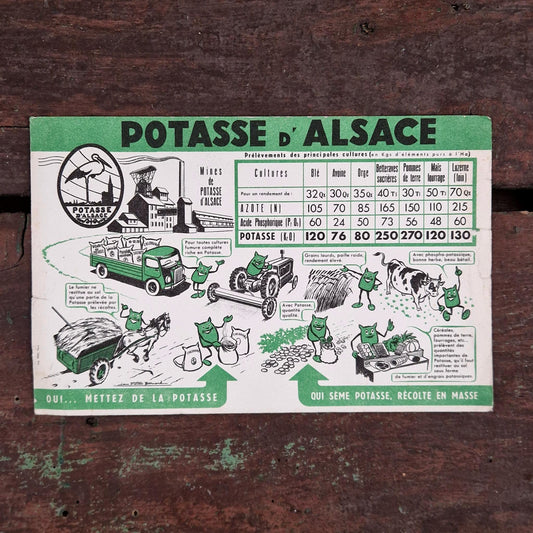 POTASSE D'ALSACE
Prélèvements des principales cultures (en Kgs d'éléments purs à l'Ha)
POTASSE
D'ALSACE
Mines
de
POTASSE
d'ALSACE
Cultures Blé Avoine Orge Betteraves sucrières Pommes de terre Maïs fourrage Luzerne (foin)
Pour un rendement de : 32 Qx 30 Qx 35 Qx 40 Tx 30 Tx 50 Tx 70 Qx
AZOTE (N) 105 70 85 165 150 110 215
Acide Phosphorique (P2O5) 60 24 50 73 56 48 60
POTASSE (K2O) 120 76 80 250 270 120 130
Pour toutes cultures
fumure complète
riche en Potasse
Grains lourds, paille raide,
rendement élevé.
Avec phospho-potassique,
bonne herbe, beau bétail.
Le fumier ne
restitue au sol
qu'une partie de la
Potasse prélevée par
les récoltes.
Avec Potasse,
quantité
qualité.
Céréales,
pommes de terre,
fourrages, etc...
prélèvent des
quantités
importantes de
Potasse, qu'il faut
restituer au sol
sous forme
de fumier et d'engrais potassiques.
OUI... METTEZ DE LA POTASSE
QUI SÈME POTASSE, RÉCOLTE EN MASSE